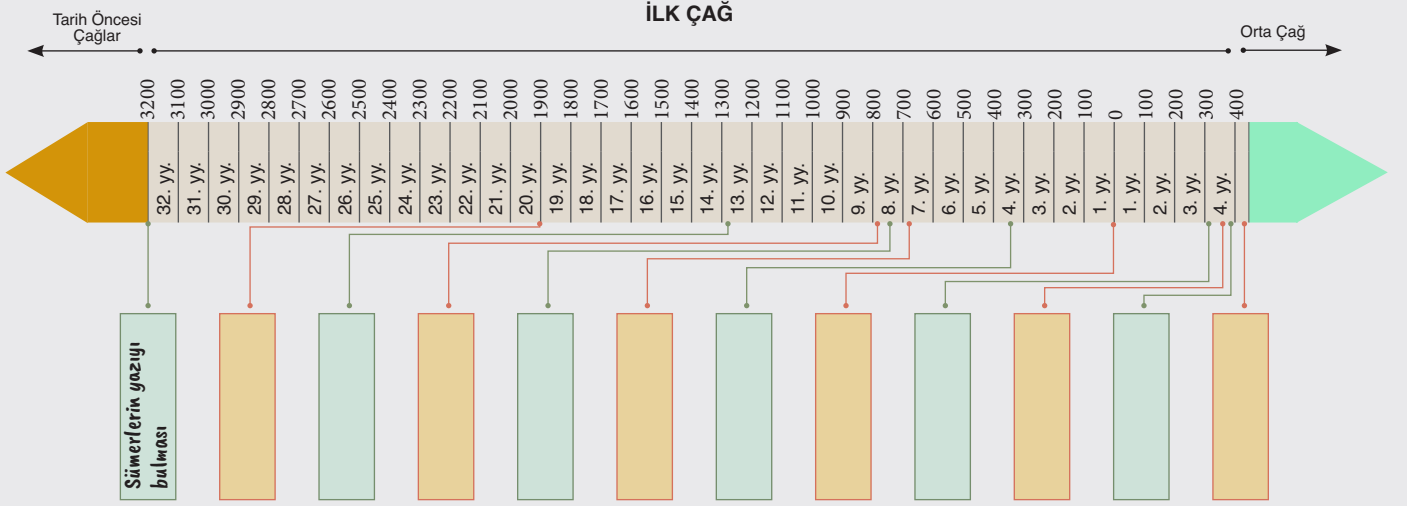 İLK ÇAĞ
Tarih Öncesi
Çağlar
Orta Çağ
3200 3100 3000 2900 2800 2700 2600 2500 2400 2300 2200 2100 2000 1900 1800 1700 1600 1500 1400 1300 1200 1100 1000 900 800 700 600 500 400 300 200 100 0 100 200 300 400
32. yy. 31. yy. 30. yy. 29. yy. 28. yy. 27. yy. 26. yy. 25. yy. 24. yy. 23. yy. 22. yy. 21. yy. 20. yy. 19. yy. 18. yy. 17. yy. 16. yy. 15. yy. 14. yy. 13. yy. 12. yy. 11. yy. 10. yy. 9. yy. 8. yy. 7. yy. 6. yy. 5. yy. 4. yy. 3. yy. 2. yy. 1. yy. 1. yy. 2. yy. 3. yy. 4. yy.
Sümerlerin yazıyı
bulması